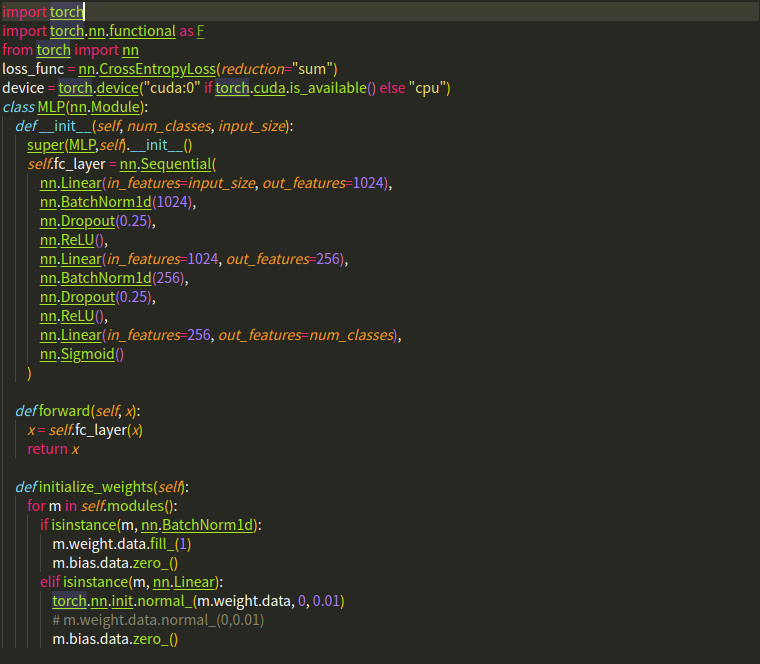 import torch
import torch.nn.functional as F
from torch import nn
loss_func = nn.CrossEntropyLoss(reduction="sum")
device = torch.device("cuda:0" if torch.cuda.is_available() else "cpu")
class MLP(nn.Module):
    def __init__(self, num_classes, input_size):
        super(MLP,self).__init__()
        self.fc_layer = nn.Sequential(
            nn.Linear(in_features=input_size, out_features=1024),
            nn.BatchNorm1d(1024),
            nn.Dropout(0.25),
            nn.ReLU(),
            nn.Linear(in_features=1024, out_features=256),
            nn.BatchNorm1d(256),
            nn.Dropout(0.25),
            nn.ReLU(),
            nn.Linear(in_features=256, out_features=num_classes),
            nn.Sigmoid()
        )
    def forward(self, x):
        x = self.fc_layer(x)
        return x
    def initialize_weights(self):
        for m in self.modules():
            if isinstance(m, nn.BatchNorm1d):
                m.weight.data.fill_(1)
                m.bias.data.zero_()
            elif isinstance(m, nn.Linear):
                torch.nn.init.normal_(m.weight.data, 0, 0.01)
                # m.weight.data.normal_(0,0.01)
                m.bias.data.zero_()